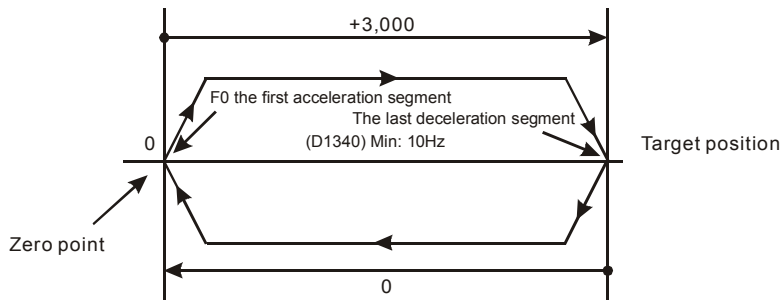 +3,000
F0 the first acceleration segment
The last deceleration segment
(D1340) Min: 10Hz
0
Target position
Zero point
0